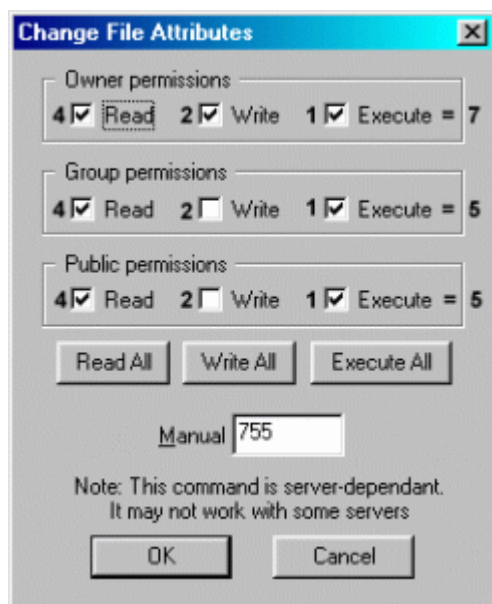 Change File Attributes
Owner permissions
4 Read 2 Write 1 Execute = 7
Group permissions
4 Read 2 Write 1 Execute = 5
Public permissions
4 Read 2 Write 1 Execute = 5
Read All Write All Execute All
Manual 755
Note: This command is server-dependant.
It may not work with some servers
OK Cancel